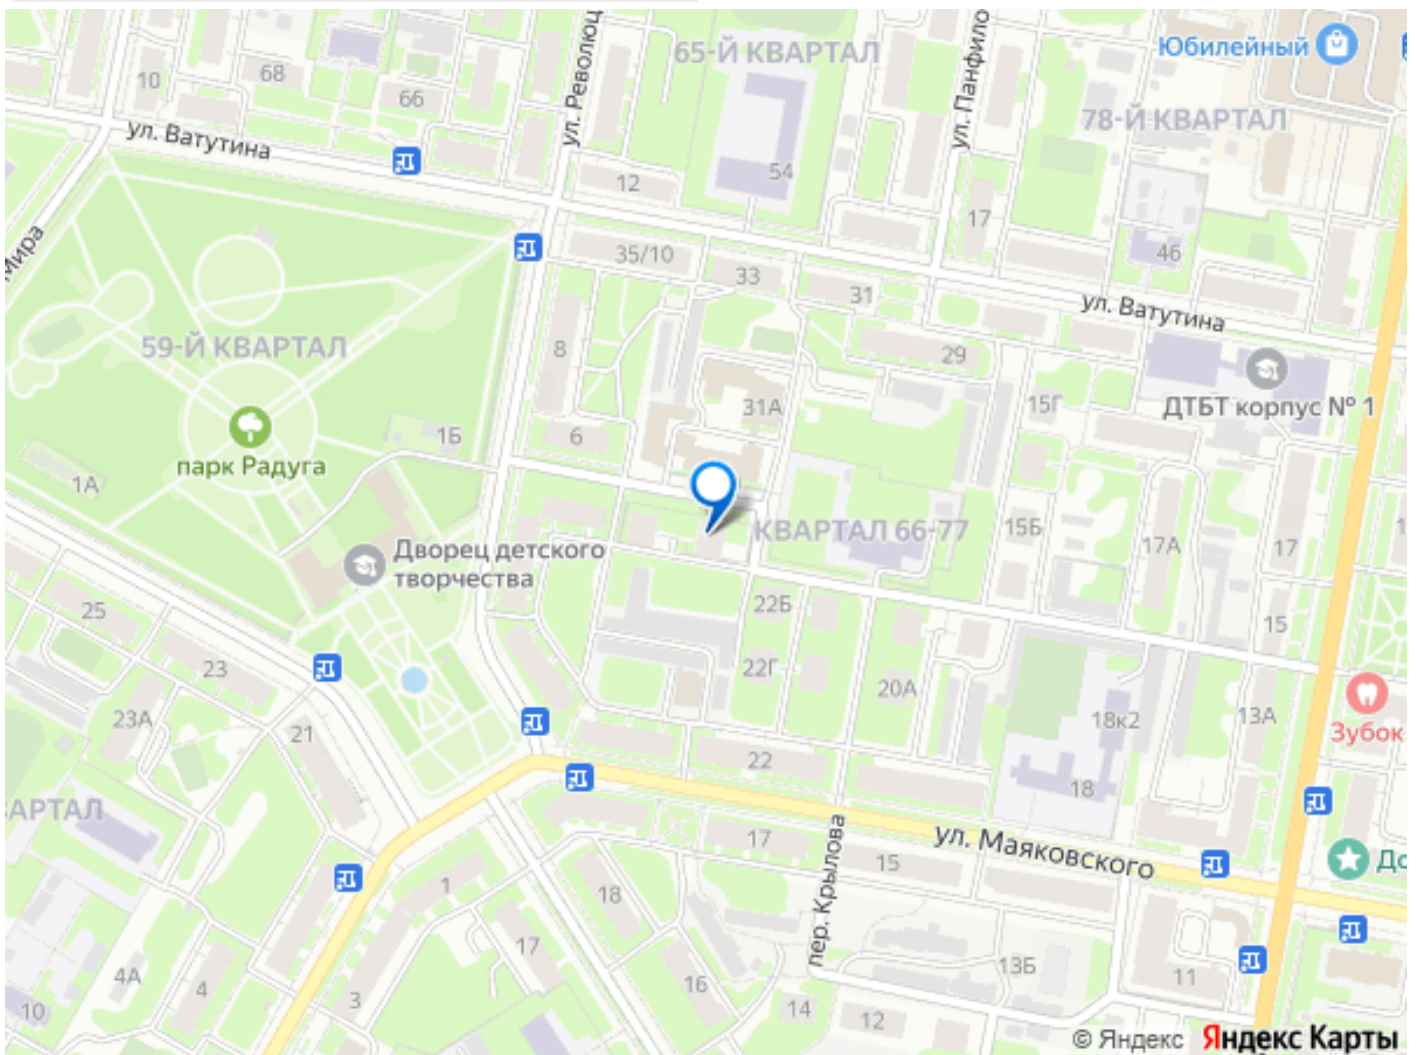 65-Й КВАРТАЛ
Юбилейный
68
10
66
ул. Революц
ул. Панфило
78-Й КВАРТАЛ
ул. Ватутина
54
12
17
Мира
35/10
33
46
31
ул. Ватутина
59-Й КВАРТАЛ
8
29
31А
15Г
ДТБТ корпус № 1
парк Радуга
1Б
6
1А
КВАРТАЛ 66-77
15Б
17А
17
Дворец детского
творчества
25
22Б
15
23
22Г
20А
23А
21
18к2
13А
Зубок
22
18
ВАРТАЛ
17
ул. Маяковского
15
пер. Крылова
До
1
18
17
4А
4
3
16
13Б
11
10
14
12
© Яндекс Яндекс Карты